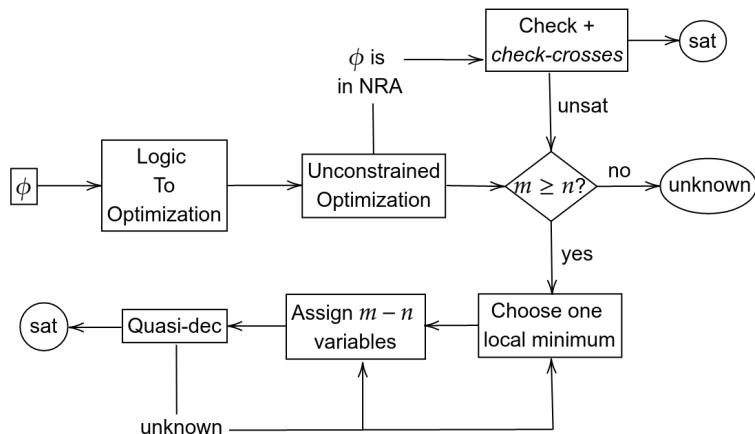 Check +
check-crosses
sat
ϕ is
in NRA
unsat
ϕ
Logic
To
Optimization
Unconstrained
Optimization
m ≥ n?
no
unknown
yes
sat
Quasi-dec
Assign m − n
variables
Choose one
local minimum
unknown